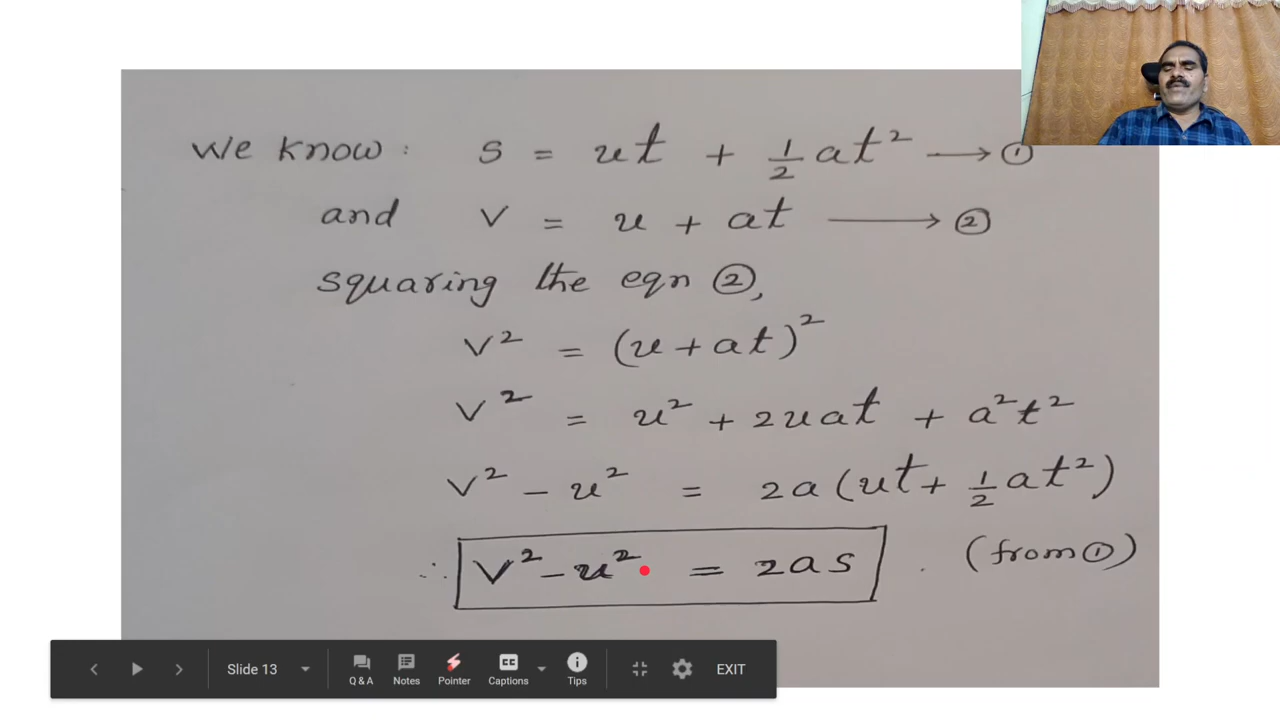 we know : s = ut + 1/2 at² ⟶ ①
and v = u + at ⟶ ②
squaring the eqn ②,
v² = (u+at)²
v² = u² + 2uat + a²t²
v² - u² = 2a (ut + 1/2 at²)
∴ v² - u² = 2as . (from ①)
Slide 13
Q & A Notes Pointer Captions Tips
CC
EXIT